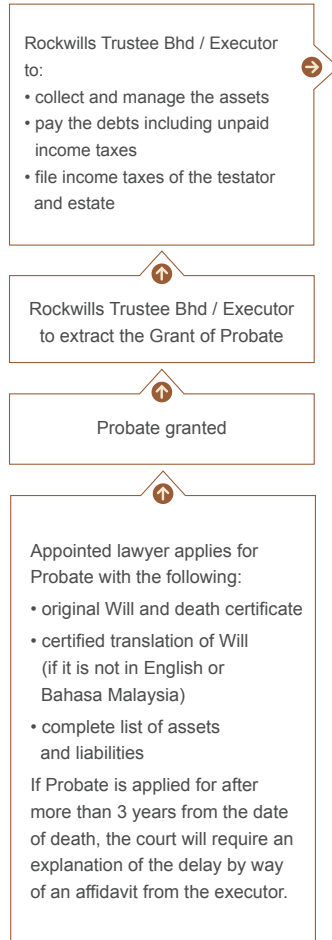 Rockwills Trustee Bhd / Executor
to:
• collect and manage the assets
• pay the debts including unpaid
income taxes
• file income taxes of the testator
and estate
Rockwills Trustee Bhd / Executor
to extract the Grant of Probate
Probate granted
Appointed lawyer applies for
Probate with the following:
• original Will and death certificate
• certified translation of Will
(if it is not in English or
Bahasa Malaysia)
• complete list of assets
and liabilities
If Probate is applied for after
more than 3 years from the date
of death, the court will require an
explanation of the delay by way
of an affidavit from the executor.